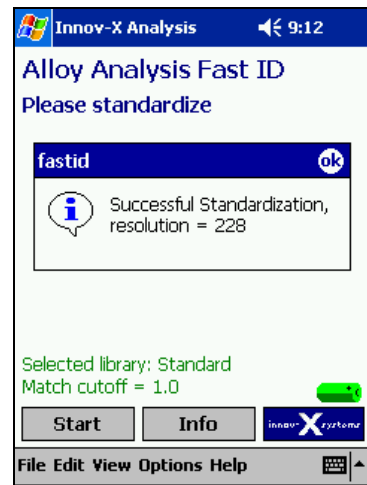 Innov-X Analysis 9:12
Alloy Analysis Fast ID
Please standardize
fastid ok
Successful Standardization,
resolution = 228
Selected library: Standard
Match cutoff = 1.0
Start Info innov-X systems
File Edit View Options Help